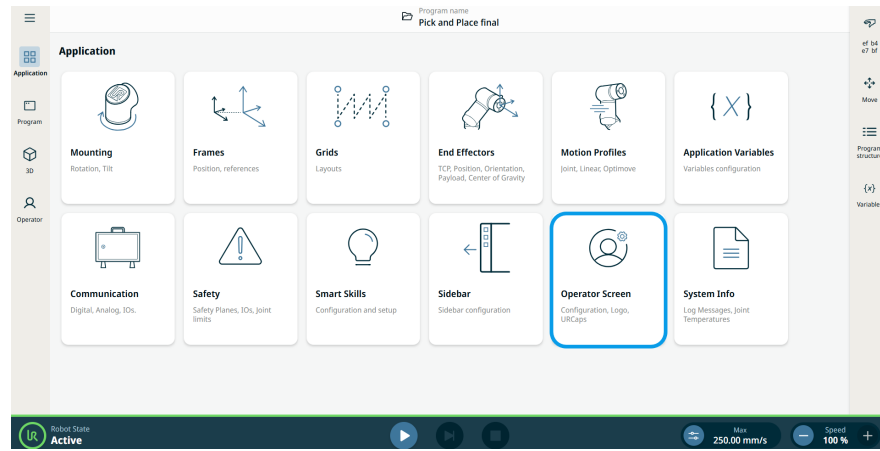 Program name
Pick and Place final
Application
Application
Program
3D
Operator
Mounting
Rotation, Tilt
Frames
Position, references
Grids
Layouts
End Effectors
TCP, Position, Orientation,
Payload, Center of Gravity
Motion Profiles
Joint, Linear, Optimove
{X}
Application Variables
Variables configuration
Communication
Digital, Analog, IOs.
Safety
Safety Planes, IOs, Joint
limits
Smart Skills
Configuration and setup
Sidebar
Sidebar configuration
Operator Screen
Configuration, Logo,
URCaps
System Info
Log Messages, Joint
Temperatures
ef b4
e7 bf
Move
Program
structure
{x}
Variable
UR
Robot State
Active
Max
250.00 mm/s
Speed
100 %